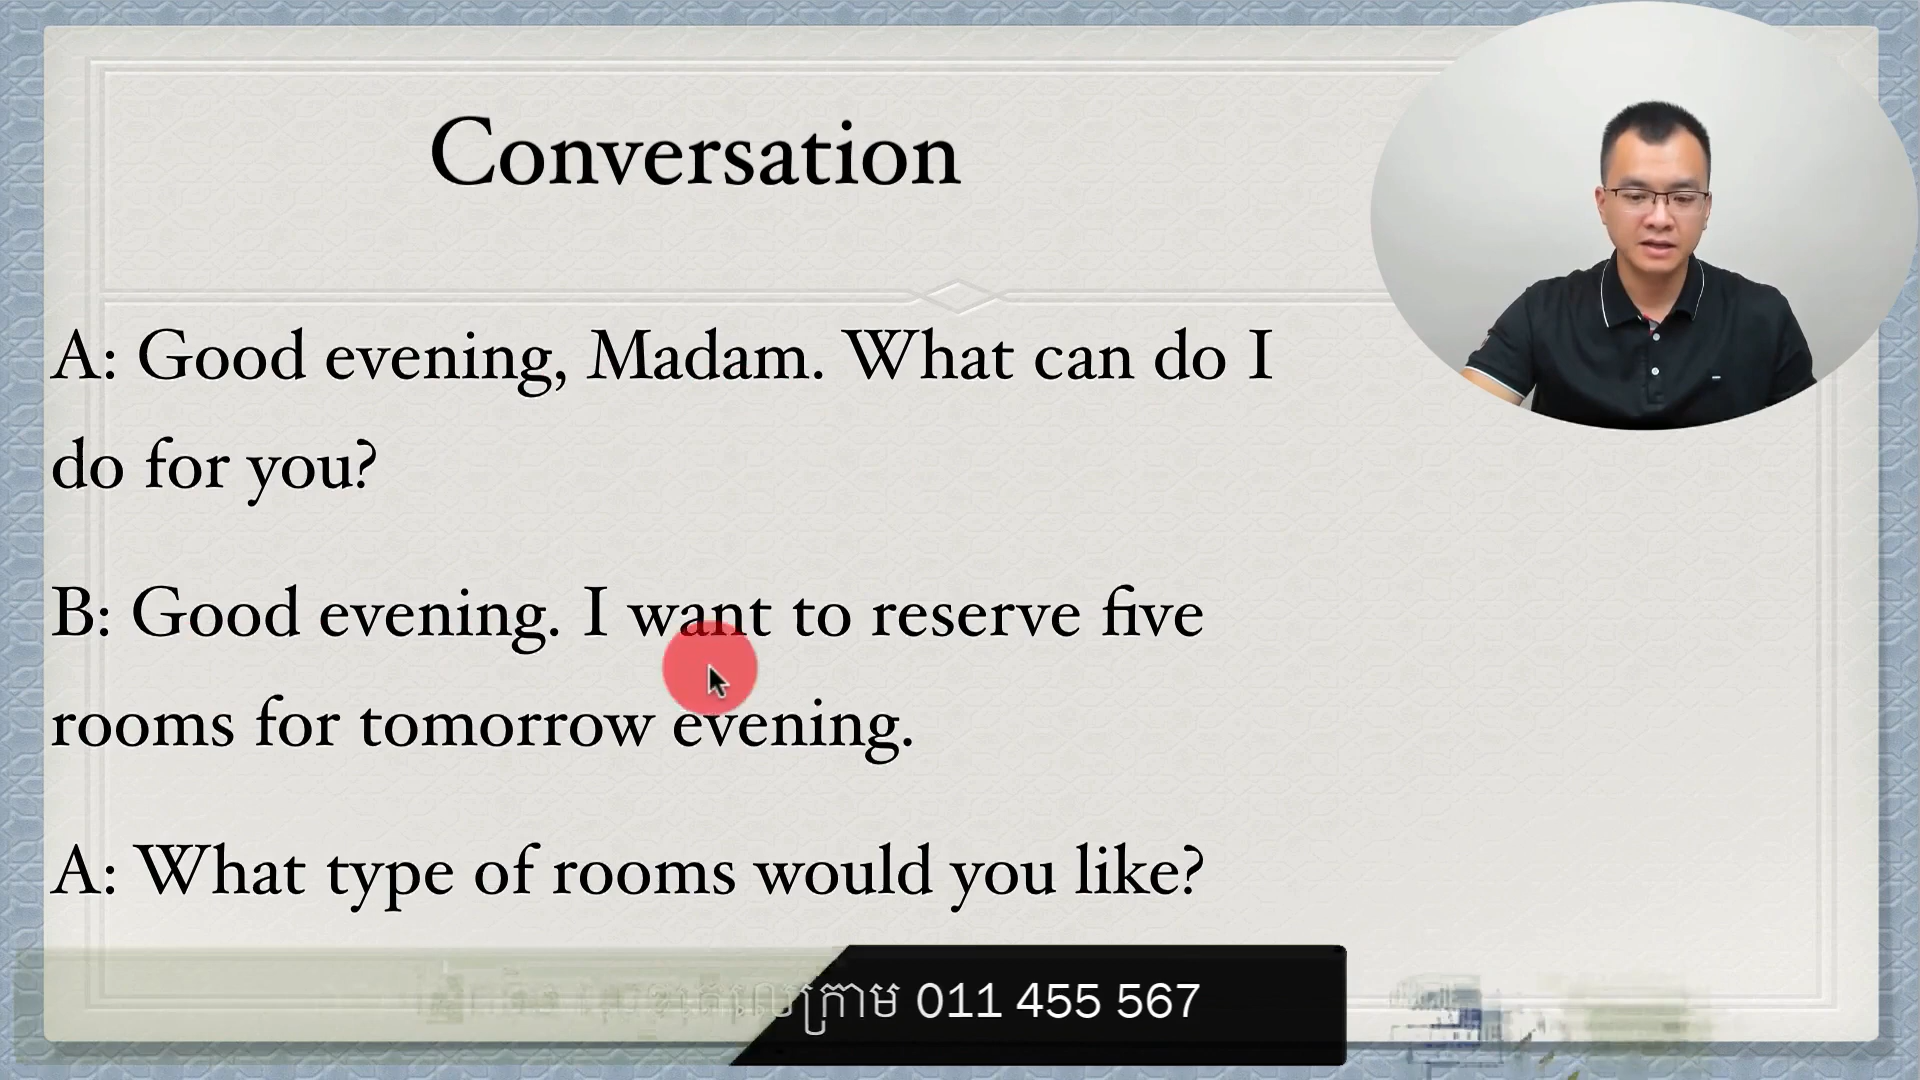 Conversation
A: Good evening, Madam. What can do I
do for you?
B: Good evening. I want to reserve five
rooms for tomorrow evening.
A: What type of rooms would you like?
011 455 567